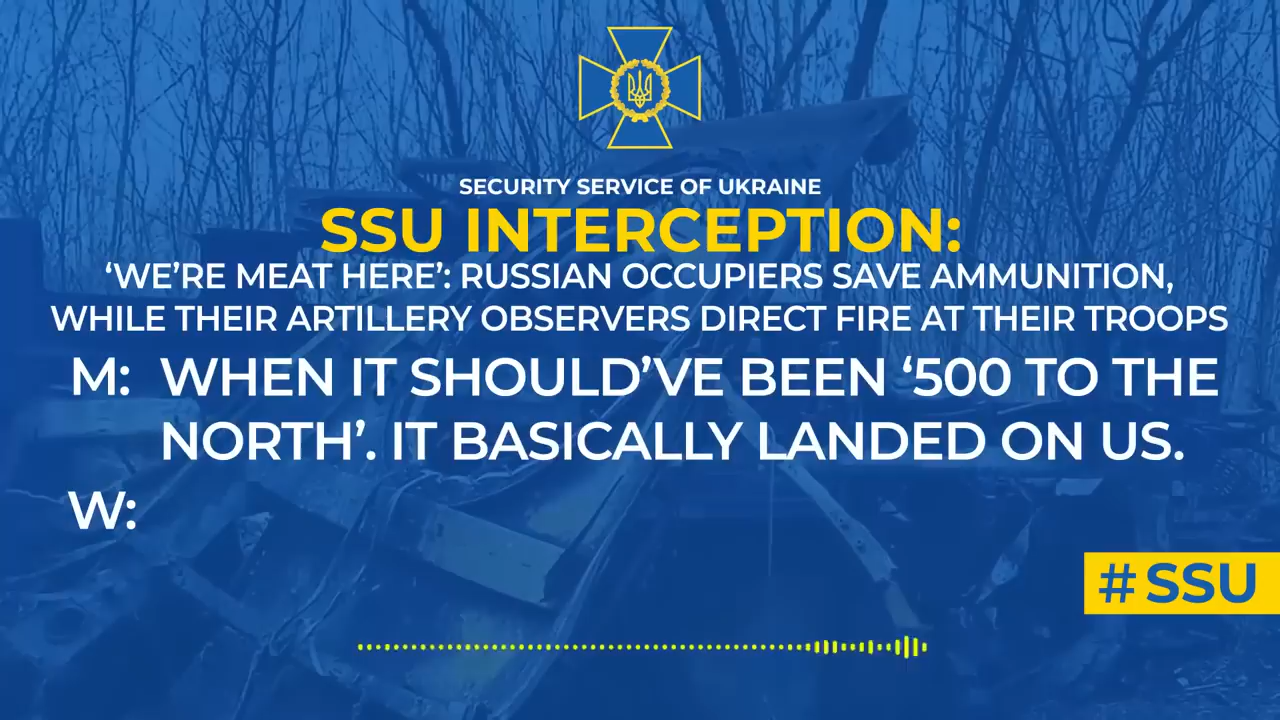 SECURITY SERVICE OF UKRAINE
SSU INTERCEPTION:
‘WE’RE MEAT HERE’: RUSSIAN OCCUPIERS SAVE AMMUNITION,
WHILE THEIR ARTILLERY OBSERVERS DIRECT FIRE AT THEIR TROOPS
M: WHEN IT SHOULD’VE BEEN ‘500 TO THE
NORTH’. IT BASICALLY LANDED ON US.
W:
#SSU